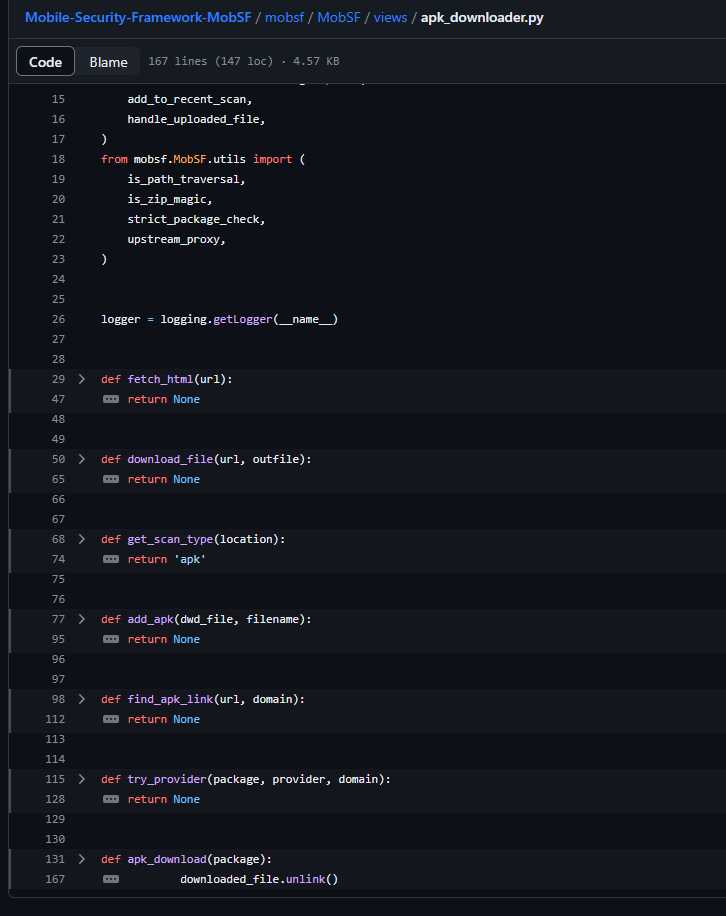 Mobile-Security-Framework-MobSF / mobsf / MobSF / views / apk_downloader.py
Code Blame 167 lines (147 loc) · 4.57 KB
15 add_to_recent_scan,
16 handle_uploaded_file,
17 )
18 from mobsf.MobSF.utils import (
19 is_path_traversal,
20 is_zip_magic,
21 strict_package_check,
22 upstream_proxy,
23 )
24
25
26 logger = logging.getLogger(__name__)
27
28
29 def fetch_html(url):
47 return None
48
49
50 def download_file(url, outfile):
65 return None
66
67
68 def get_scan_type(location):
74 return 'apk'
75
76
77 def add_apk(dwd_file, filename):
95 return None
96
97
98 def find_apk_link(url, domain):
112 return None
113
114
115 def try_provider(package, provider, domain):
128 return None
129
130
131 def apk_download(package):
167 downloaded_file.unlink()